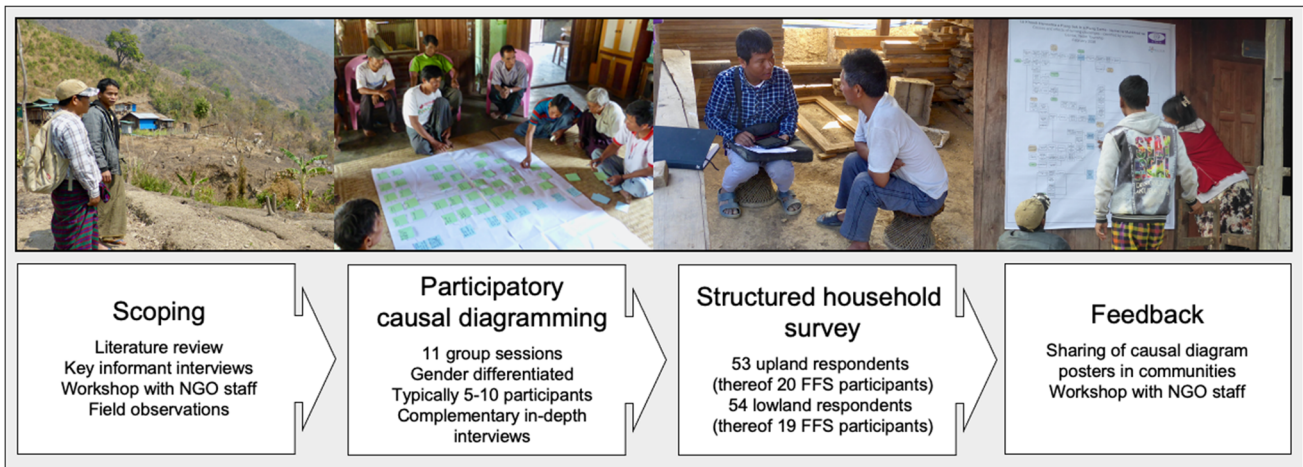 Scoping
Literature review
Key informant interviews
Workshop with NGO staff
Field observations
Participatory
causal diagramming
11 group sessions
Gender differentiated
Typically 5-10 participants
Complementary in-depth
interviews
Structured household
survey
53 upland respondents
(thereof 20 FFS participants)
54 lowland respondents
(thereof 19 FFS participants)
Feedback
Sharing of causal diagram
posters in communities
Workshop with NGO staff